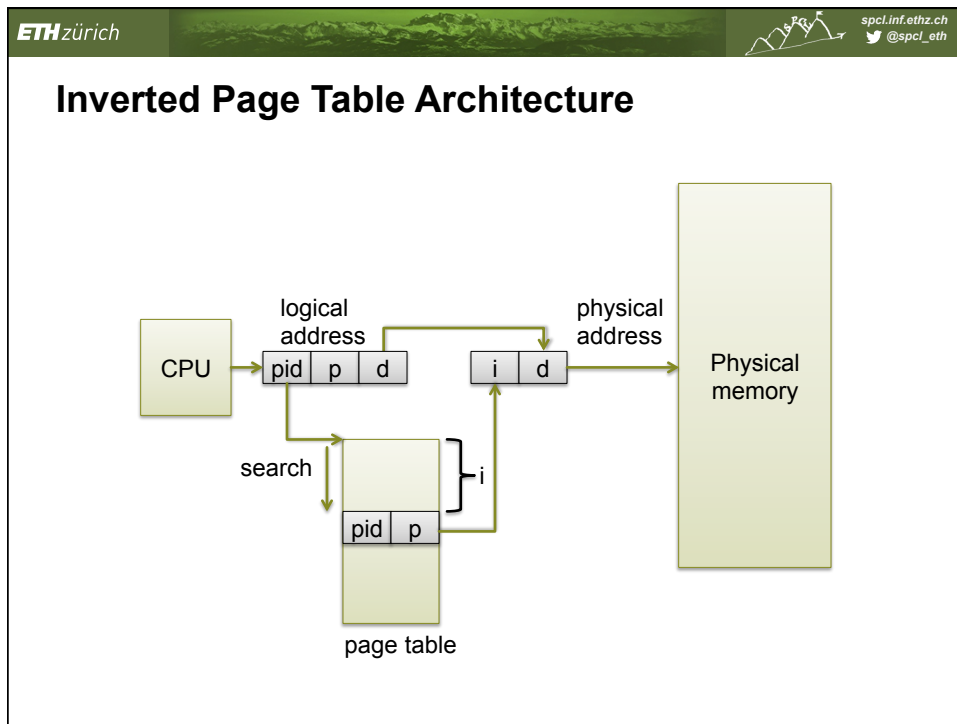 ETH zürich
spcl.inf.ethz.ch
@spcl_eth
Inverted Page Table Architecture
logical
address
physical
address
CPU
pid p d
i d
Physical
memory
search
i
pid p
page table